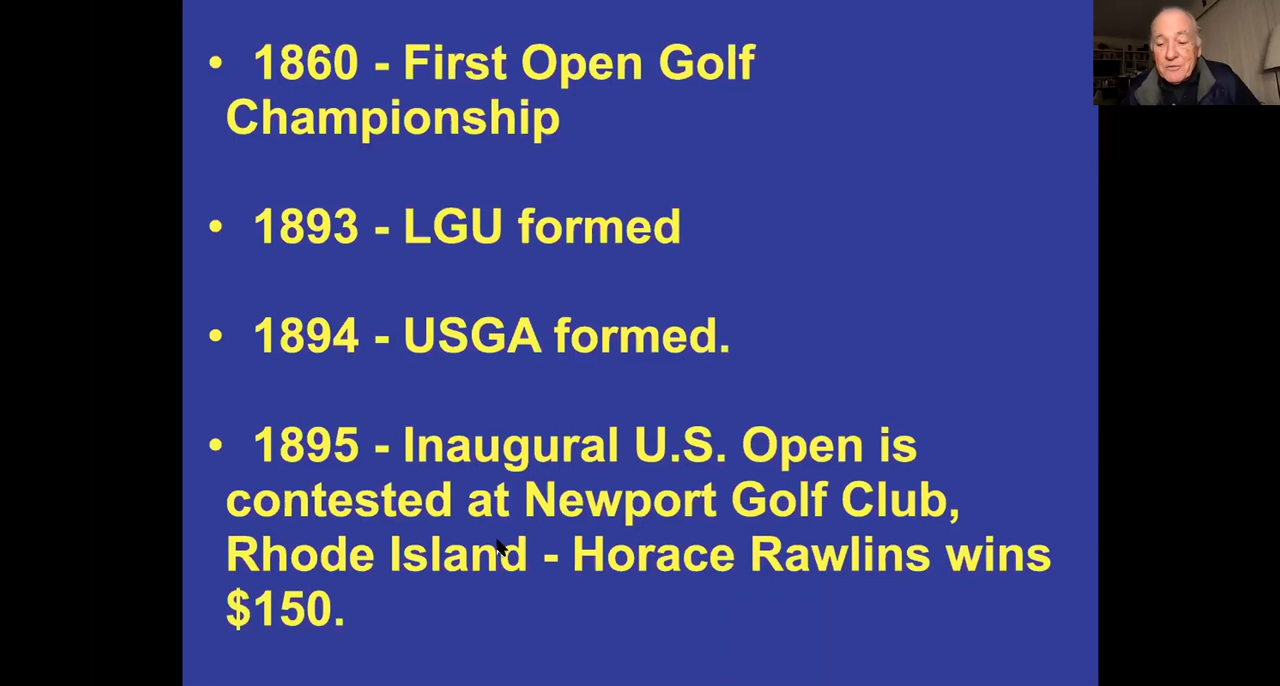 • 1860 - First Open Golf
Championship
• 1893 - LGU formed
• 1894 - USGA formed.
• 1895 - Inaugural U.S. Open is
contested at Newport Golf Club,
Rhode Island - Horace Rawlins wins
$150.